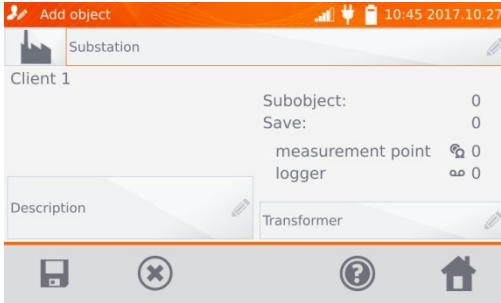 Add object 10:45 2017.10.27
Substation
Client 1
Subobject: 0
Save: 0
measurement point 0
logger 0
Description
Transformer